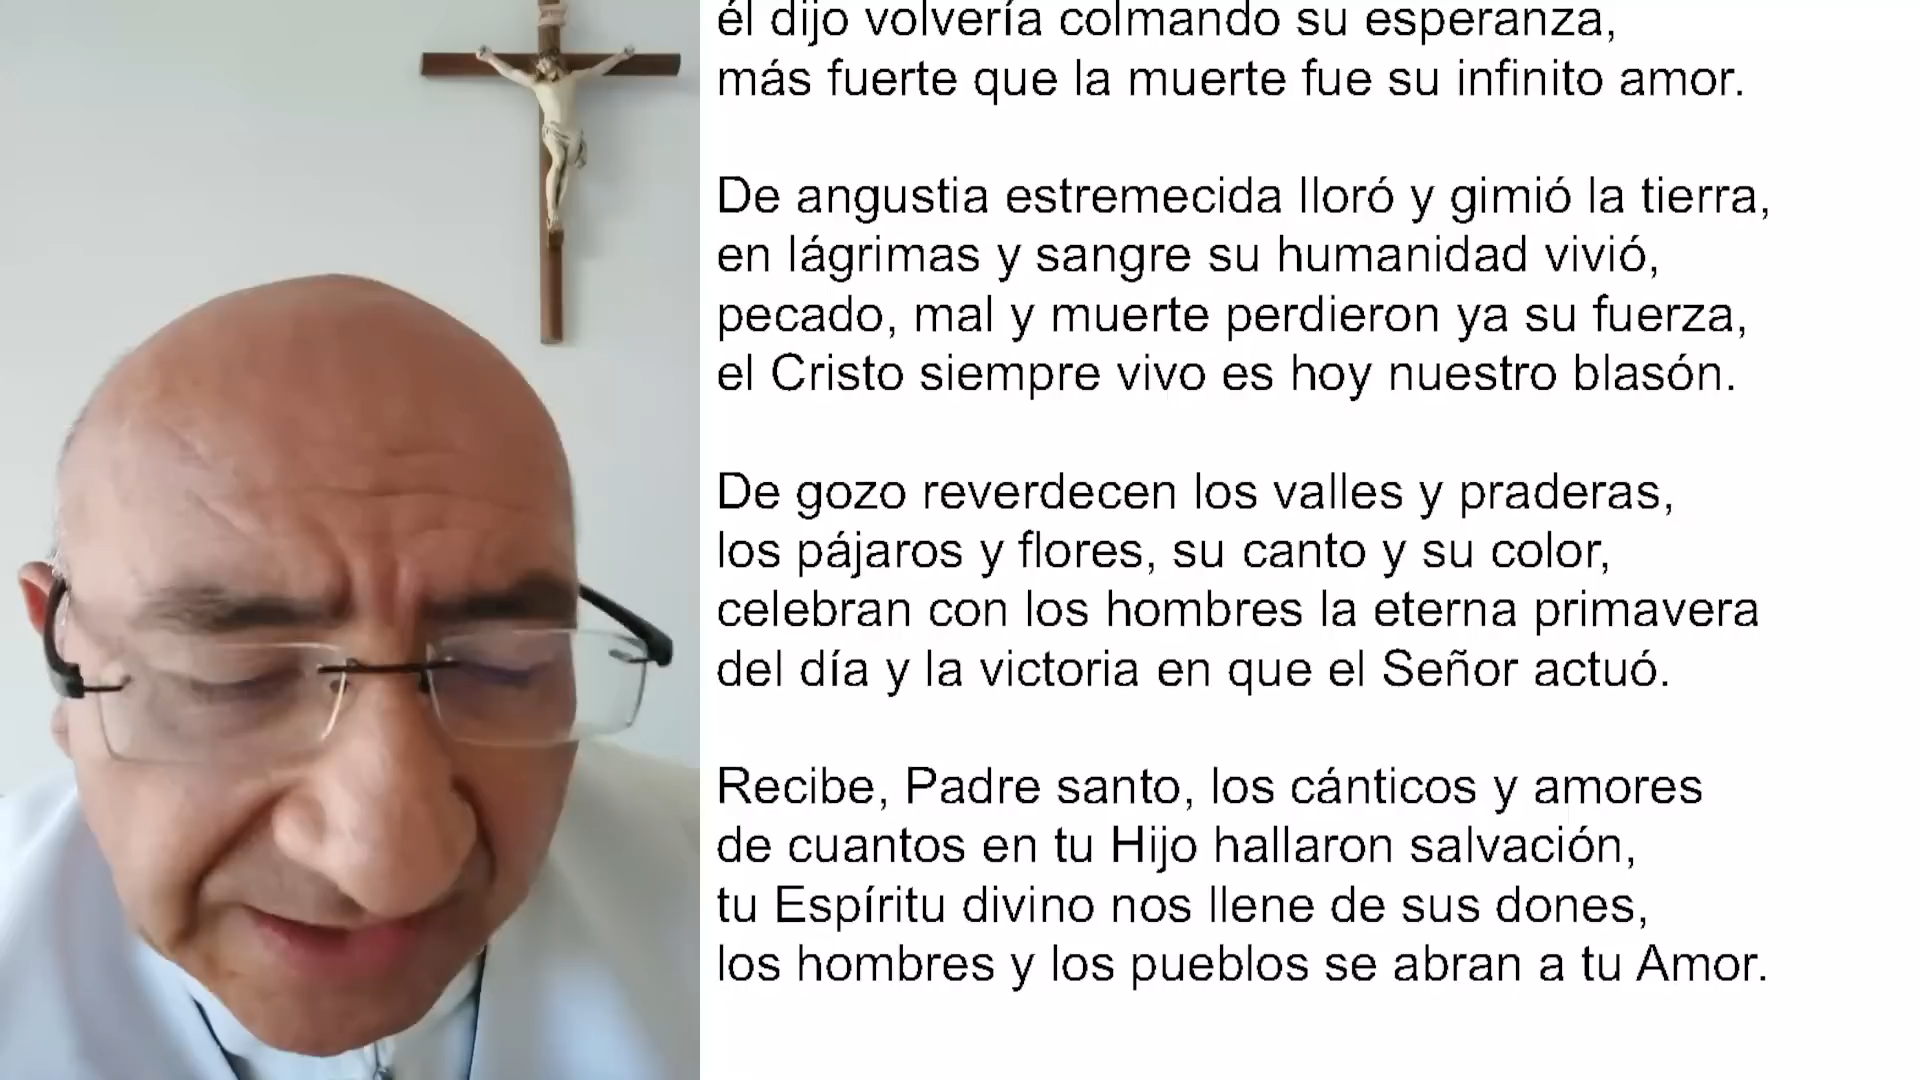 él dijo volvería colmando su esperanza,
más fuerte que la muerte fue su infinito amor.
De angustia estremecida lloró y gimió la tierra,
en lágrimas y sangre su humanidad vivió,
pecado, mal y muerte perdieron ya su fuerza,
el Cristo siempre vivo es hoy nuestro blasón.
De gozo reverdecen los valles y praderas,
los pájaros y flores, su canto y su color,
celebran con los hombres la eterna primavera
del día y la victoria en que el Señor actuó.
Recibe, Padre santo, los cánticos y amores
de cuantos en tu Hijo hallaron salvación,
tu Espíritu divino nos llene de sus dones,
los hombres y los pueblos se abran a tu Amor.